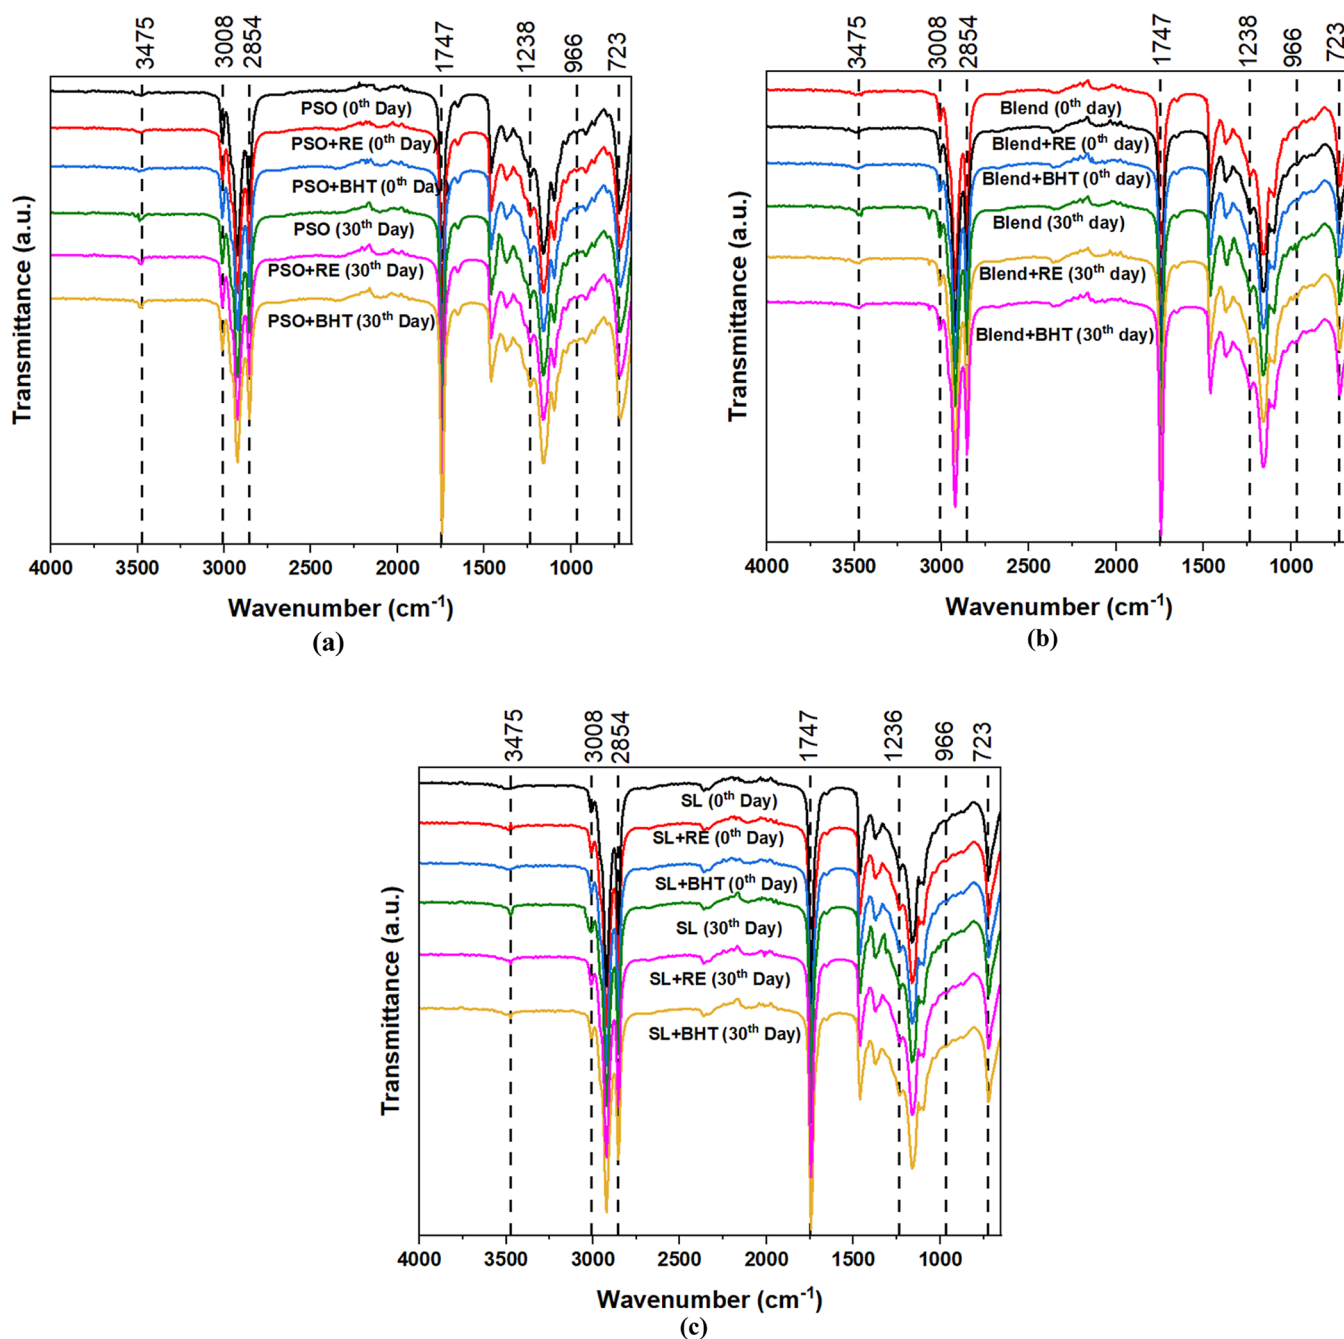 3475 3008 2854 1747 1238 966 723
PSO (0th Day)
PSO+RE (0th Day)
PSO+BHT (0th Day)
PSO (30th Day)
PSO+RE (30th Day)
PSO+BHT (30th Day)
Transmittance (a.u.)
4000 3500 3000 2500 2000 1500 1000
Wavenumber (cm-1)
(a)
3475 3008 2854 1747 1238 966 723
Blend (0th day)
Blend+RE (0th day)
Blend+BHT (0th day)
Blend (30th day)
Blend+RE (30th day)
Blend+BHT (30th day)
Transmittance (a.u.)
4000 3500 3000 2500 2000 1500 1000
Wavenumber (cm-1)
(b)
3475 3008 2854 1747 1236 966 723
SL (0th Day)
SL+RE (0th Day)
SL+BHT (0th Day)
SL (30th Day)
SL+RE (30th Day)
SL+BHT (30th Day)
Transmittance (a.u.)
4000 3500 3000 2500 2000 1500 1000
Wavenumber (cm-1)
(c)